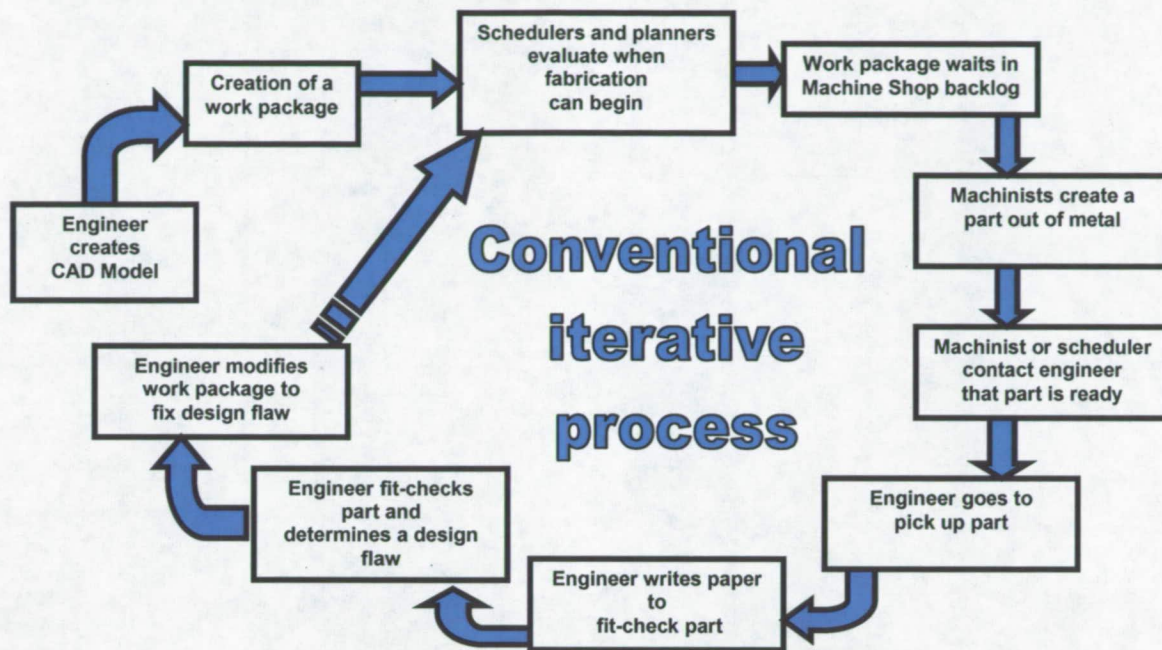 Engineer
creates
CAD Model
Creation of a
work package
Schedulers and planners
evaluate when
fabrication
can begin
Work package waits in
Machine Shop backlog
Machinists create a
part out of metal
Machinist or scheduler
contact engineer
that part is ready
Engineer goes to
pick up part
Engineer writes paper
to
fit-check part
Engineer fit-checks
part and
determines a design
flaw
Engineer modifies
work package to
fix design flaw
Conventional
iterative
process